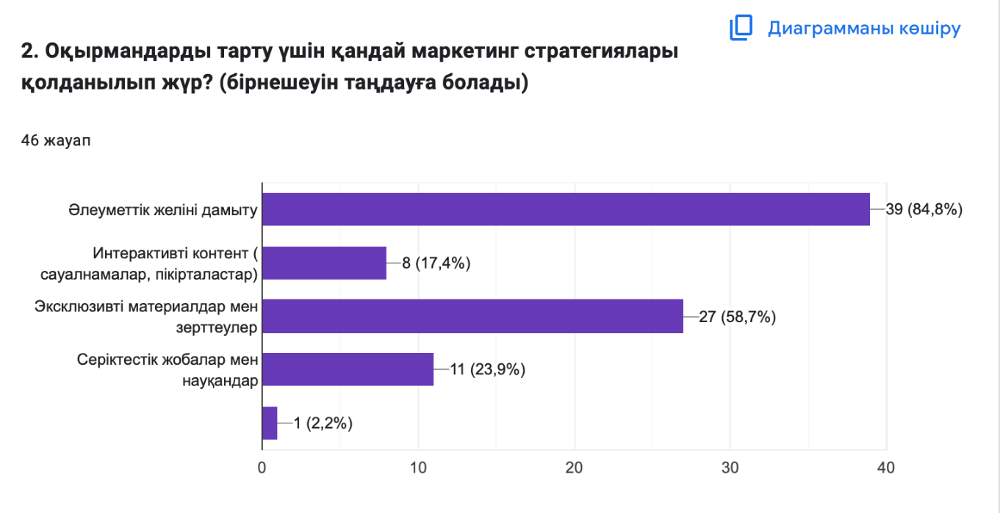 Диаграмманы көшіру
2. Оқырмандарды тарту үшін қандай маркетинг стратегиялары
қолданылып жүр? (бірнешеуін таңдауға болады)
46 жауап
Әлеуметтік желіні дамыту
39 (84,8%)
Интерактивті контент (
сауалнамалар, пікірталастар)
8 (17,4%)
Эксклюзивті материалдар мен
зерттеулер
27 (58,7%)
Серіктестік жобалар мен
науқандар
11 (23,9%)
1 (2,2%)
0 10 20 30 40